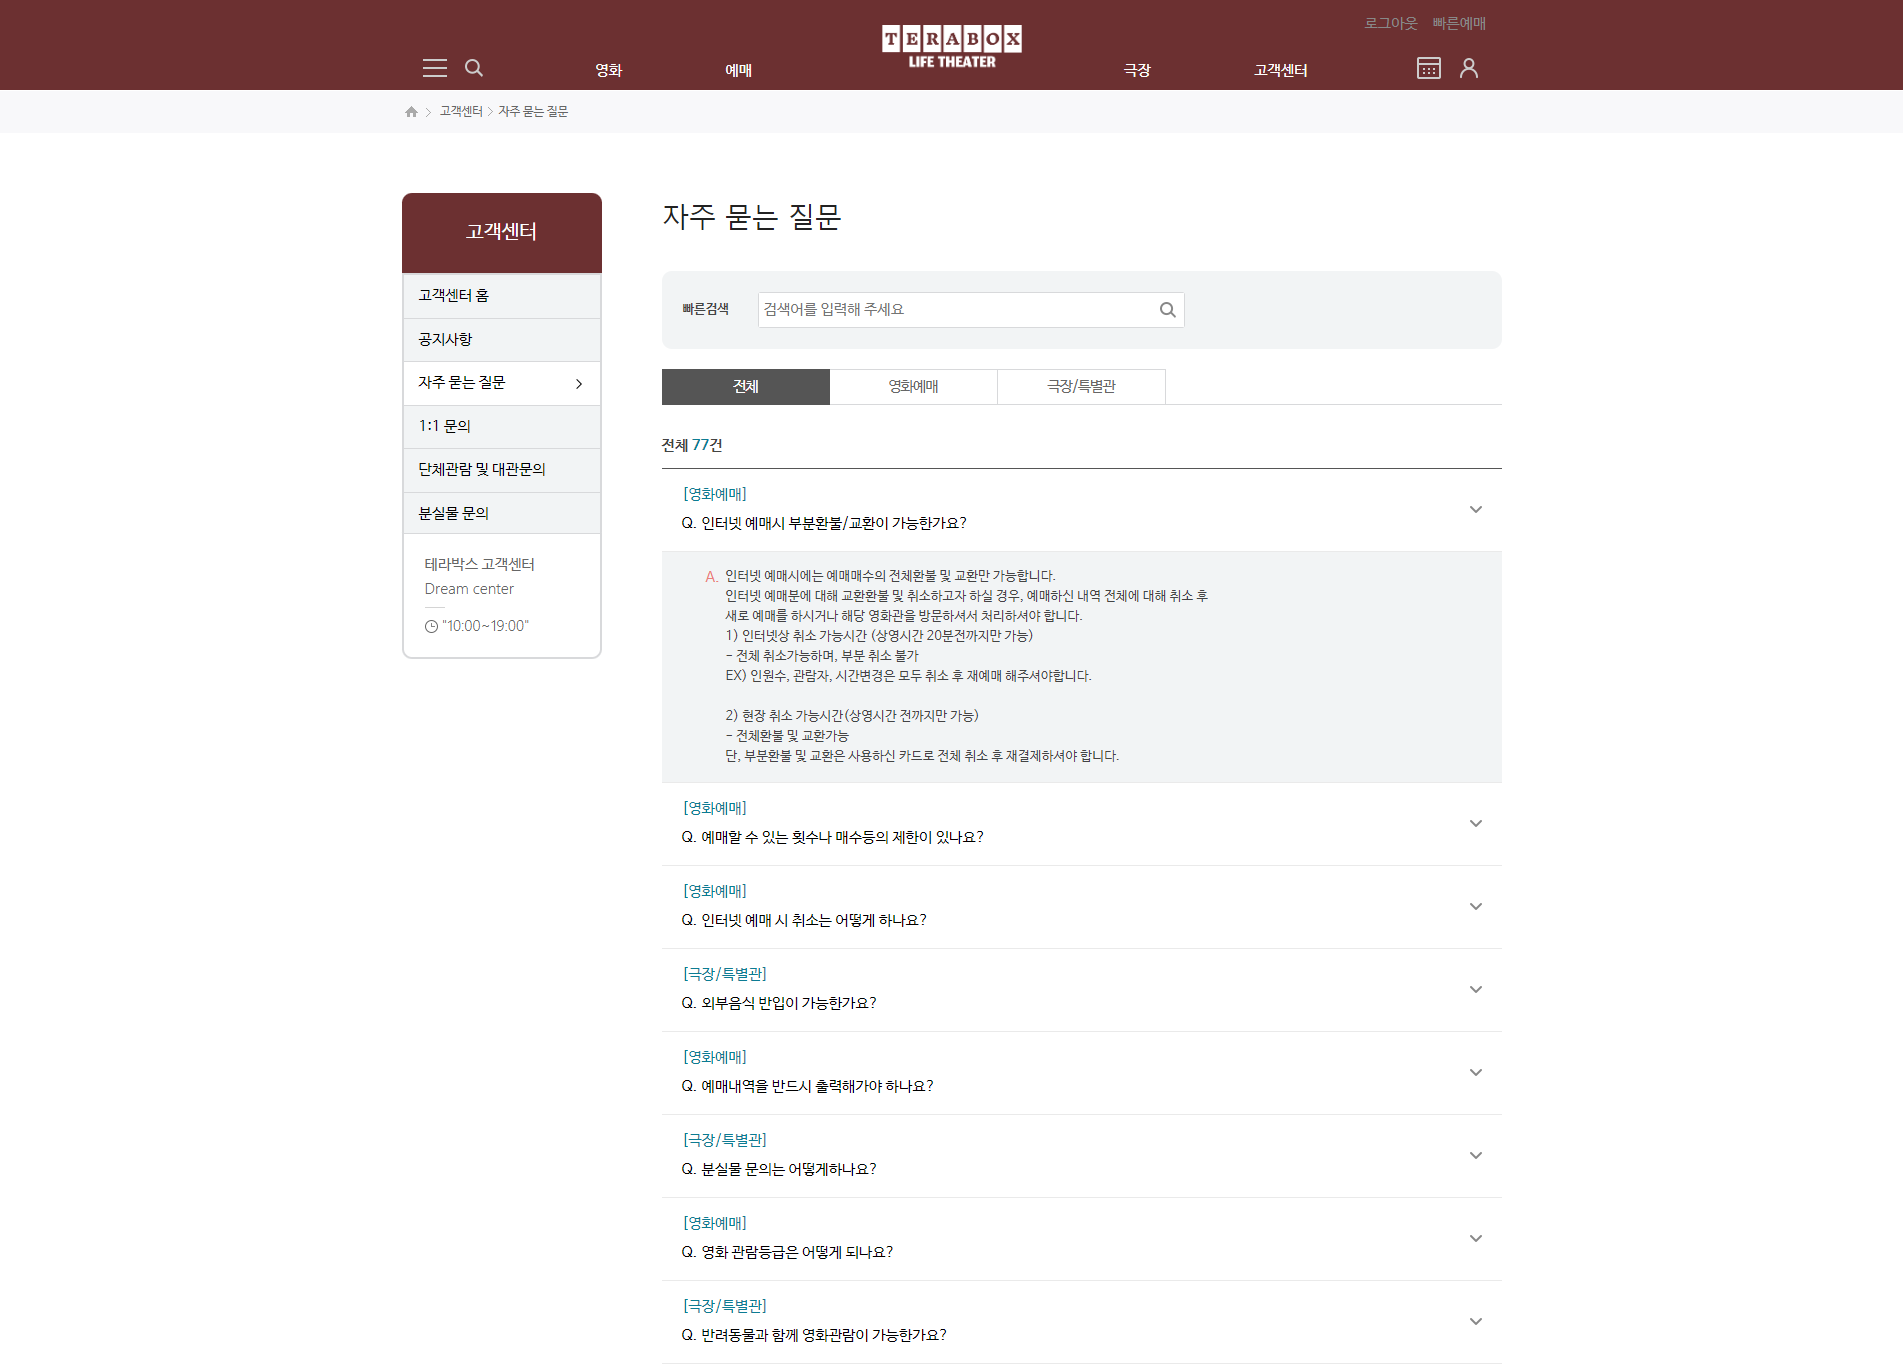 로그아웃 빠른예매
TERABOX
LIFE THEATER
영화 예매 극장 고객센터
고객센터 > 자주 묻는 질문
고객센터
고객센터 홈
공지사항
자주 묻는 질문
1:1 문의
단체관람 및 대관문의
분실물 문의
테라박스 고객센터
Dream center
"10:00~19:00"
자주 묻는 질문
빠른검색 검색어를 입력해 주세요
전체 영화예매 극장/특별관
전체 77건
[영화예매]
Q. 인터넷 예매시 부분환불/교환이 가능한가요?
A. 인터넷 예매시에는 예매매수의 전체환불 및 교환만 가능합니다.
인터넷 예매분에 대해 교환환불 및 취소하고자 하실 경우, 예매하신 내역 전체에 대해 취소 후
새로 예매를 하시거나 해당 영화관을 방문하셔서 처리하셔야 합니다.
1) 인터넷상 취소 가능시간 (상영시간 20분전까지만 가능)
- 전체 취소가능하며, 부분 취소 불가
EX) 인원수, 관람자, 시간변경은 모두 취소 후 재예매 해주셔야합니다.
2) 현장 취소 가능시간(상영시간 전까지만 가능)
- 전체환불 및 교환가능
단, 부분환불 및 교환은 사용하신 카드로 전체 취소 후 재결제하셔야 합니다.
[영화예매]
Q. 예매할 수 있는 횟수나 매수등의 제한이 있나요?
[영화예매]
Q. 인터넷 예매 시 취소는 어떻게 하나요?
[극장/특별관]
Q. 외부음식 반입이 가능한가요?
[영화예매]
Q. 예매내역을 반드시 출력해가야 하나요?
[극장/특별관]
Q. 분실물 문의는 어떻게하나요?
[영화예매]
Q. 영화 관람등급은 어떻게 되나요?
[극장/특별관]
Q. 반려동물과 함께 영화관람이 가능한가요?